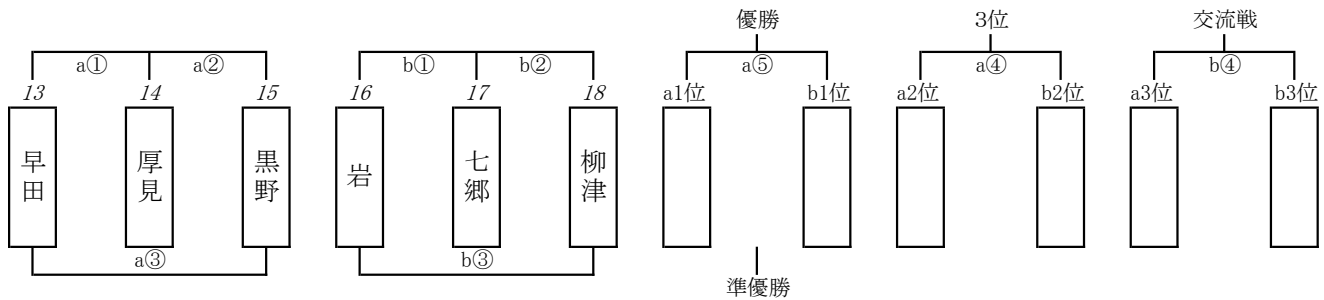 優勝 3位 交流戦
a① a② b① b② a⑤ a④ b④
13 14 15 16 17 18 a1位 b1位 a2位 b2位 a3位 b3位
早田 厚見 黒野 岩 七郷 柳津
a③ b③
準優勝